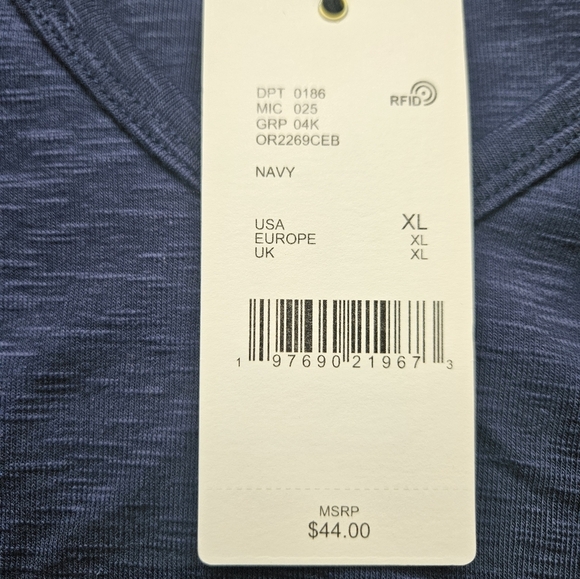 DPT 0186
MIC 025
GRP 04K
OR2269CEB
RFID
NAVY
USA XL
EUROPE XL
UK XL
1 97690 21967 3
MSRP
$44.00